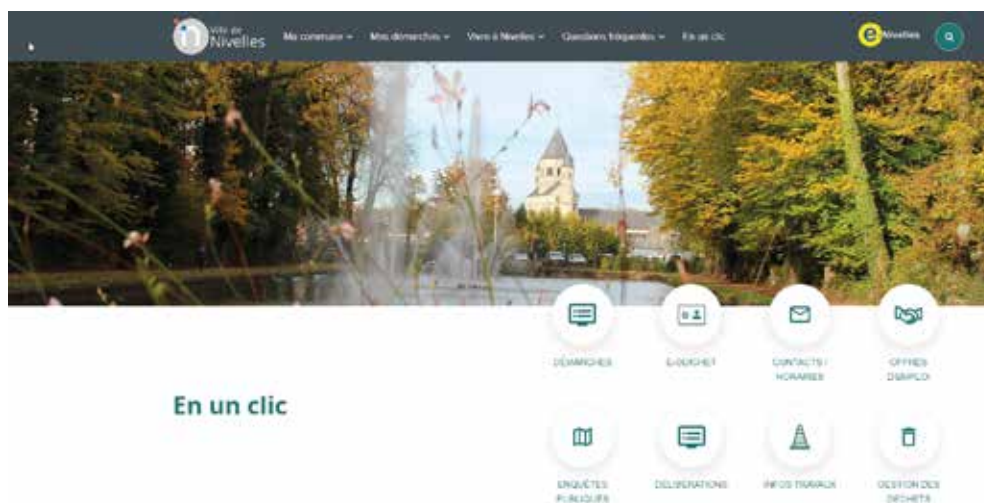 Ville de
Nivelles
Ma commune
Mes démarches
Vivre à Nivelles
Questions fréquentes
En un clic
e Nivelles
DÉMARCHES
E-GUICHET
CONTACTS /
HORAIRES
OFFRES
D'EMPLOI
En un clic
ENQUÊTES
PUBLIQUES
DÉLIBÉRATIONS
INFOS TRAVAUX
GESTION DES
DÉCHETS